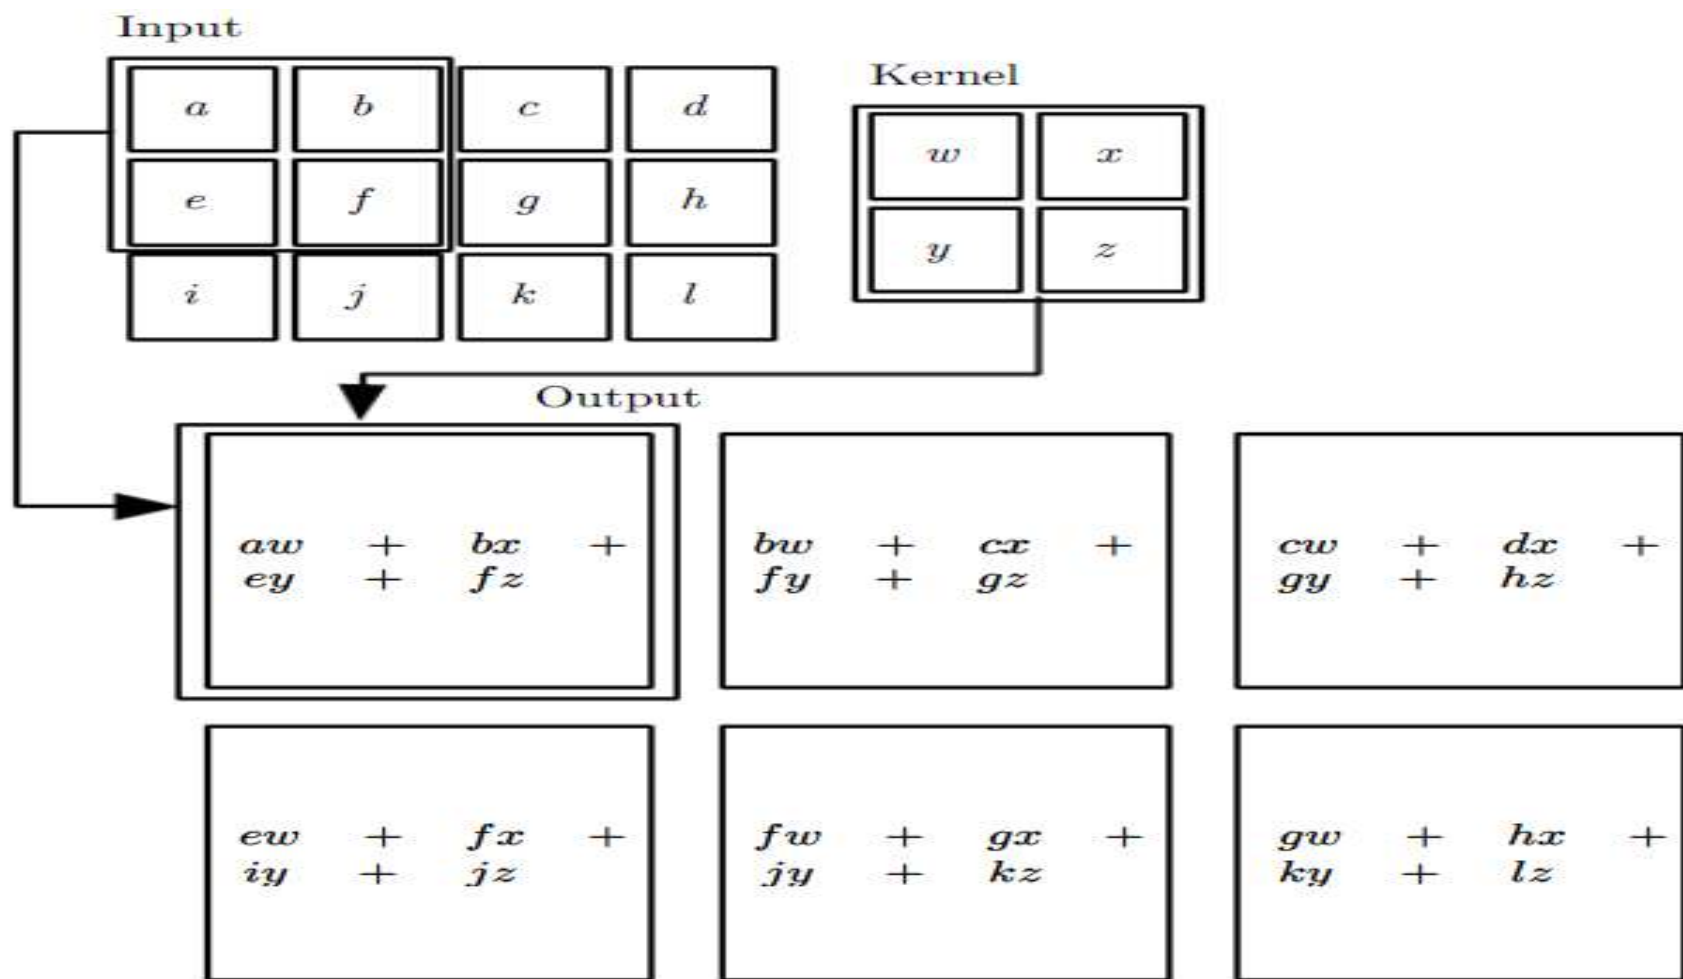 Input
Kernel
a b c d
e f g h
i j k l
w x
y z
Output
aw + bx +
ey + fz
bw + cx +
fy + gz
cw + dx +
gy + hz
ew + fx +
iy + jz
fw + gx +
jy + kz
gw + hx +
ky + lz